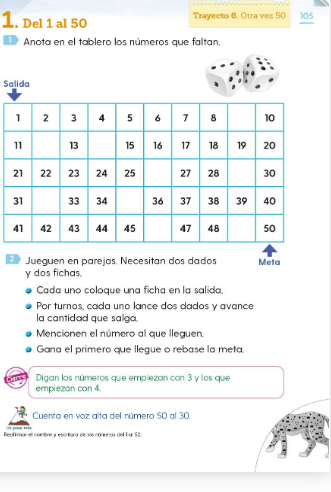 Trayecto 6. Otra vez 50 105
1. Del 1 al 50
1 Anota en el tablero los números que faltan.
Salida
1 2 3 4 5 6 7 8 10
11 13 15 16 17 18 19 20
21 22 23 24 25 27 28 30
31 33 34 36 37 38 39 40
41 42 43 44 45 47 48 50
Meta
2 Jueguen en parejas. Necesitan dos dados
y dos fichas.
Cada uno coloque una ficha en la salida.
Por turnos, cada uno lance dos dados y avance
la cantidad que salga.
Mencionen el número al que lleguen.
Gana el primero que llegue o rebase la meta.
Cierre
Digan los números que empiezan con 3 y los que
empiezan con 4.
Un paso más
Cuenta en voz alta del número 50 al 30.
Reafirmar el nombre y escritura de los números del 1 al 50.